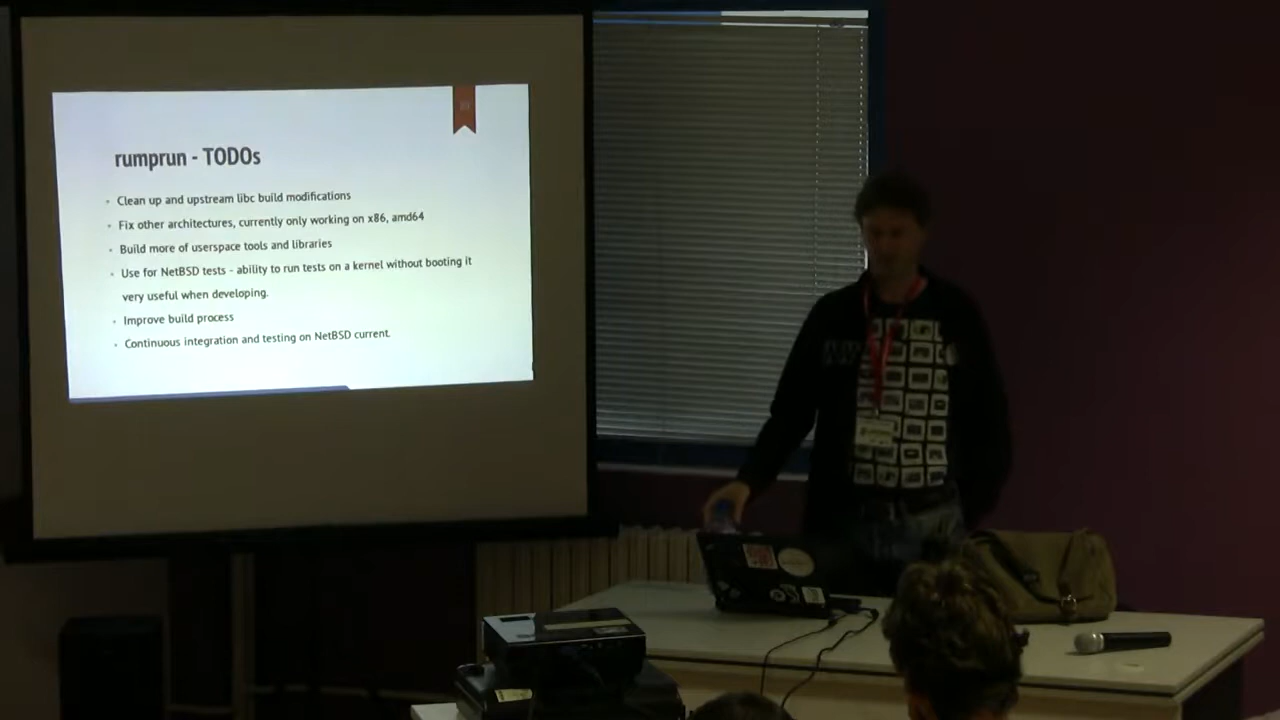 rumprun - TODOs
Clean up and upstream libc build modifications
Fix other architectures, currently only working on x86, amd64
Build more of userspace tools and libraries
Use for NetBSD tests - ability to run tests on a kernel without booting it
very useful when developing.
Improve build process
Continuous integration and testing on NetBSD current.